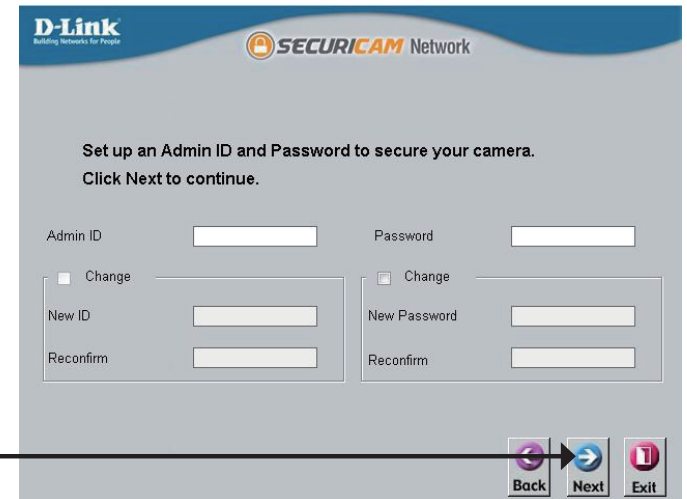 D-Link
Building Networks for People
SECURICAM Network
Set up an Admin ID and Password to secure your camera.
Click Next to continue.
Admin ID
Password
Change
Change
New ID
New Password
Reconfirm
Reconfirm
Back
Next
Exit